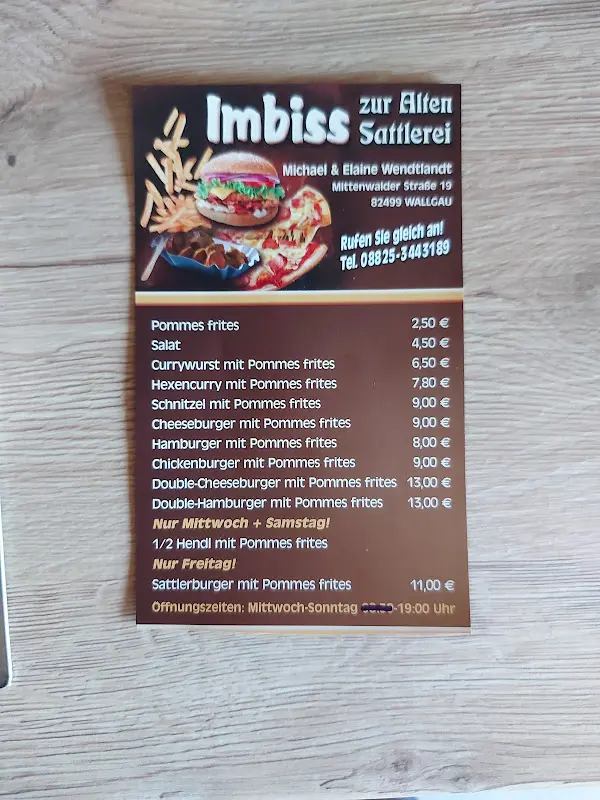 Imbiss zur Alten Sattlerei
Michael & Elaine Wendtlandt
Mittenwalder Straße 19
82499 WALLGAU
Rufen Sie gleich an!
Tel. 08825-3443189
Pommes frites 2,50 €
Salat 4,50 €
Currywurst mit Pommes frites 6,50 €
Hexencurry mit Pommes frites 7,80 €
Schnitzel mit Pommes frites 9,00 €
Cheeseburger mit Pommes frites 9,00 €
Hamburger mit Pommes frites 8,00 €
Chickenburger mit Pommes frites 9,00 €
Double-Cheeseburger mit Pommes frites 13,00 €
Double-Hamburger mit Pommes frites 13,00 €
Nur Mittwoch + Samstag!
1/2 Hendl mit Pommes frites
Nur Freitag!
Sattlerburger mit Pommes frites 11,00 €
Öffnungszeiten: Mittwoch-Sonntag -19:00 Uhr